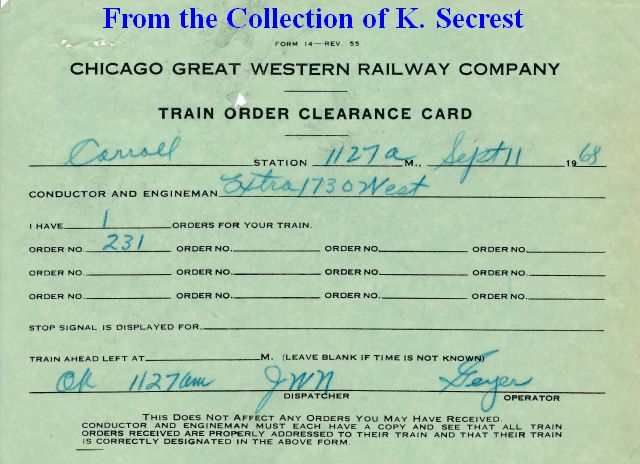 From the Collection of K. Secrest
FORM 14—REV. 55
CHICAGO GREAT WESTERN RAILWAY COMPANY
TRAIN ORDER CLEARANCE CARD
Carroll STATION 1127a M., Sept 11 1968
CONDUCTOR AND ENGINEMAN Extra 1730 West
I HAVE 1 ORDERS FOR YOUR TRAIN.
ORDER NO. 231 ORDER NO. ORDER NO. ORDER NO.
ORDER NO. ORDER NO. ORDER NO. ORDER NO.
ORDER NO. ORDER NO. ORDER NO. ORDER NO.
STOP SIGNAL IS DISPLAYED FOR
TRAIN AHEAD LEFT AT M. (LEAVE BLANK IF TIME IS NOT KNOWN)
OK 1127am JWN Geyer
DISPATCHER OPERATOR
THIS DOES NOT AFFECT ANY ORDERS YOU MAY HAVE RECEIVED.
CONDUCTOR AND ENGINEMAN MUST EACH HAVE A COPY AND SEE THAT ALL TRAIN
ORDERS RECEIVED ARE PROPERLY ADDRESSED TO THEIR TRAIN AND THAT THEIR TRAIN
IS CORRECTLY DESIGNATED IN THE ABOVE FORM.